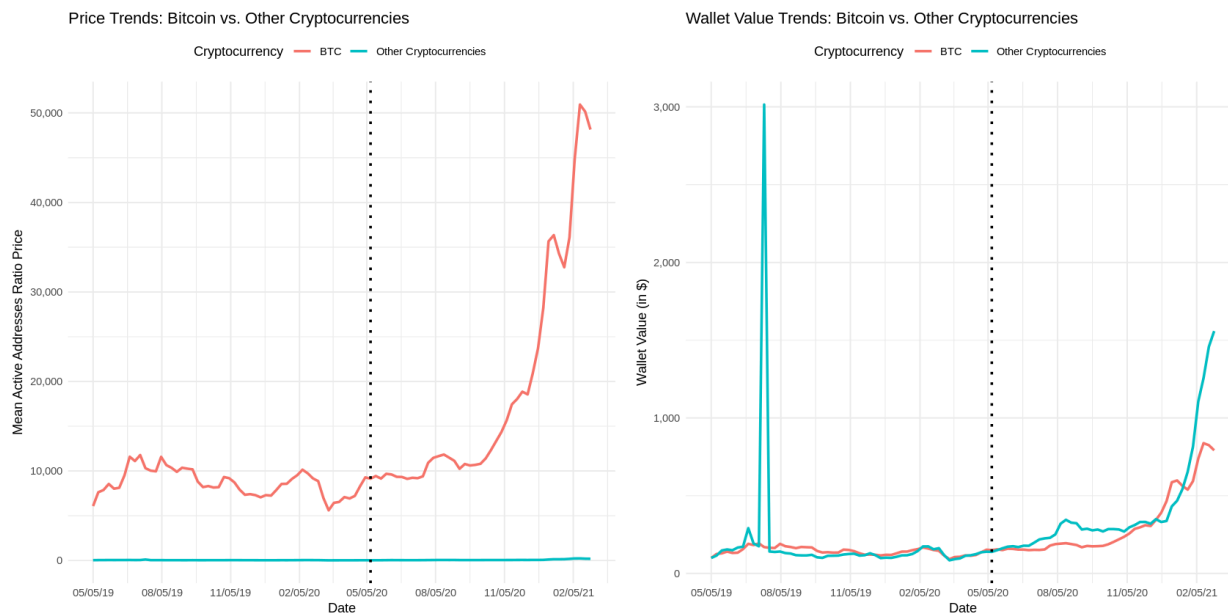 Price Trends: Bitcoin vs. Other Cryptocurrencies
Cryptocurrency BTC Other Cryptocurrencies
Mean Active Addresses Ratio Price
50,000
40,000
30,000
20,000
10,000
0
05/05/19 08/05/19 11/05/19 02/05/20 05/05/20 08/05/20 11/05/20 02/05/21
Date
Wallet Value Trends: Bitcoin vs. Other Cryptocurrencies
Cryptocurrency BTC Other Cryptocurrencies
Wallet Value (in $)
3,000
2,000
1,000
0
05/05/19 08/05/19 11/05/19 02/05/20 05/05/20 08/05/20 11/05/20 02/05/21
Date